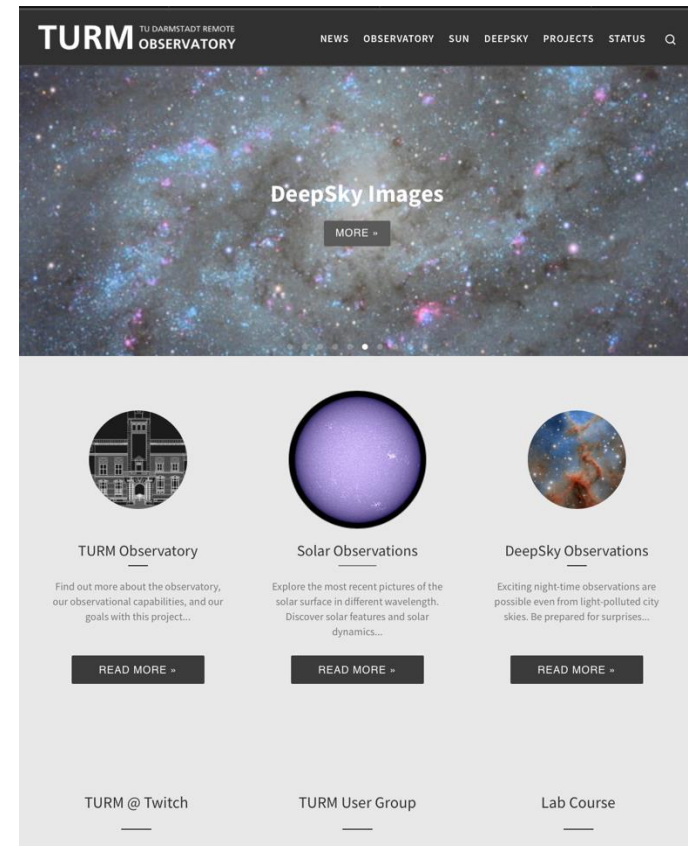 TURM TU DARMSTADT REMOTE OBSERVATORY
NEWS OBSERVATORY SUN DEEPSKY PROJECTS STATUS
DeepSky Images
MORE »
TURM Observatory
Find out more about the observatory,
our observational capabilities, and our
goals with this project...
READ MORE »
Solar Observations
Explore the most recent pictures of the
solar surface in different wavelength.
Discover solar features and solar
dynamics...
READ MORE »
DeepSky Observations
Exciting night-time observations are
possible even from light-polluted city
skies. Be prepared for surprises...
READ MORE »
TURM @ Twitch
TURM User Group
Lab Course